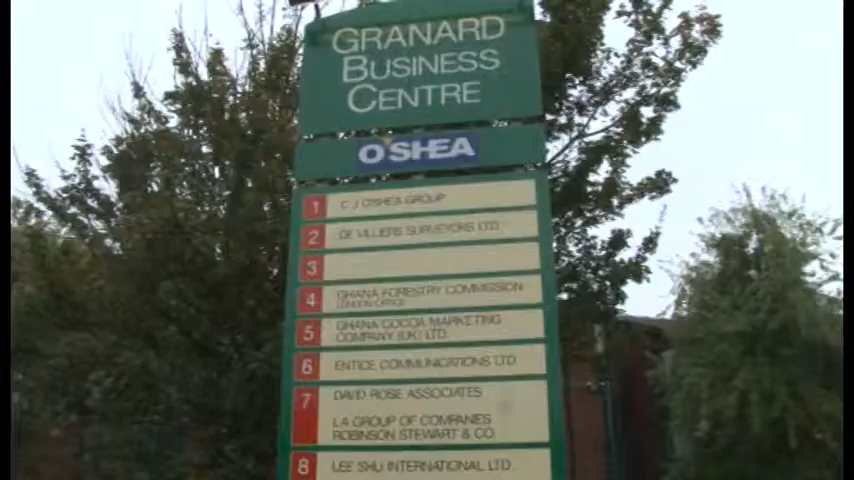 GRANARD
BUSINESS
CENTRE
O'SHEA
1 C J O'SHEA GROUP
2 DE VILLIERS SURVEYORS LTD.
3
4 GHANA FORESTRY COMMISSION
LONDON OFFICE
5 GHANA COCOA MARKETING
COMPANY (UK) LTD.
6 ENTICE COMMUNICATIONS LTD
7 DAVID ROSE ASSOCIATES
L.A GROUP OF COMPANIES
ROBINSON STEWART & CO.
8 LEE SHU INTERNATIONAL LTD.